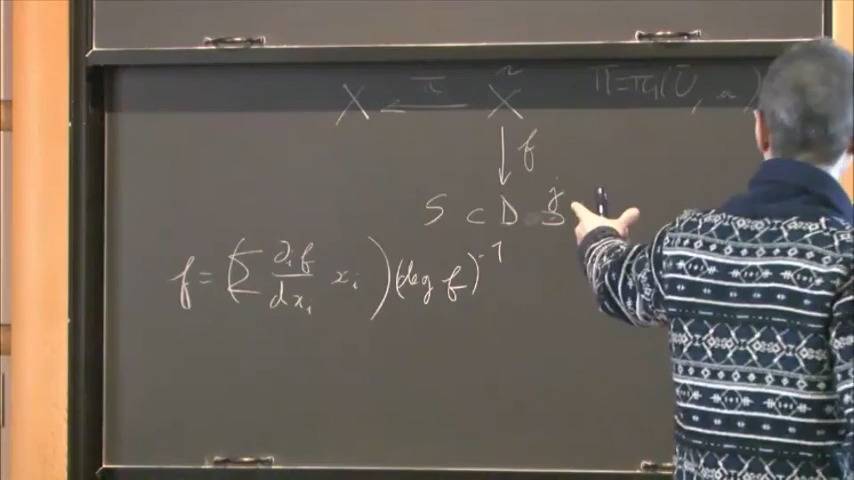 X ←π X̃ Π = π₁(U,
↓ f
S ⊂ D j
f = (∑ ∂ᵢf/dxᵢ xᵢ)(deg f)⁻¹